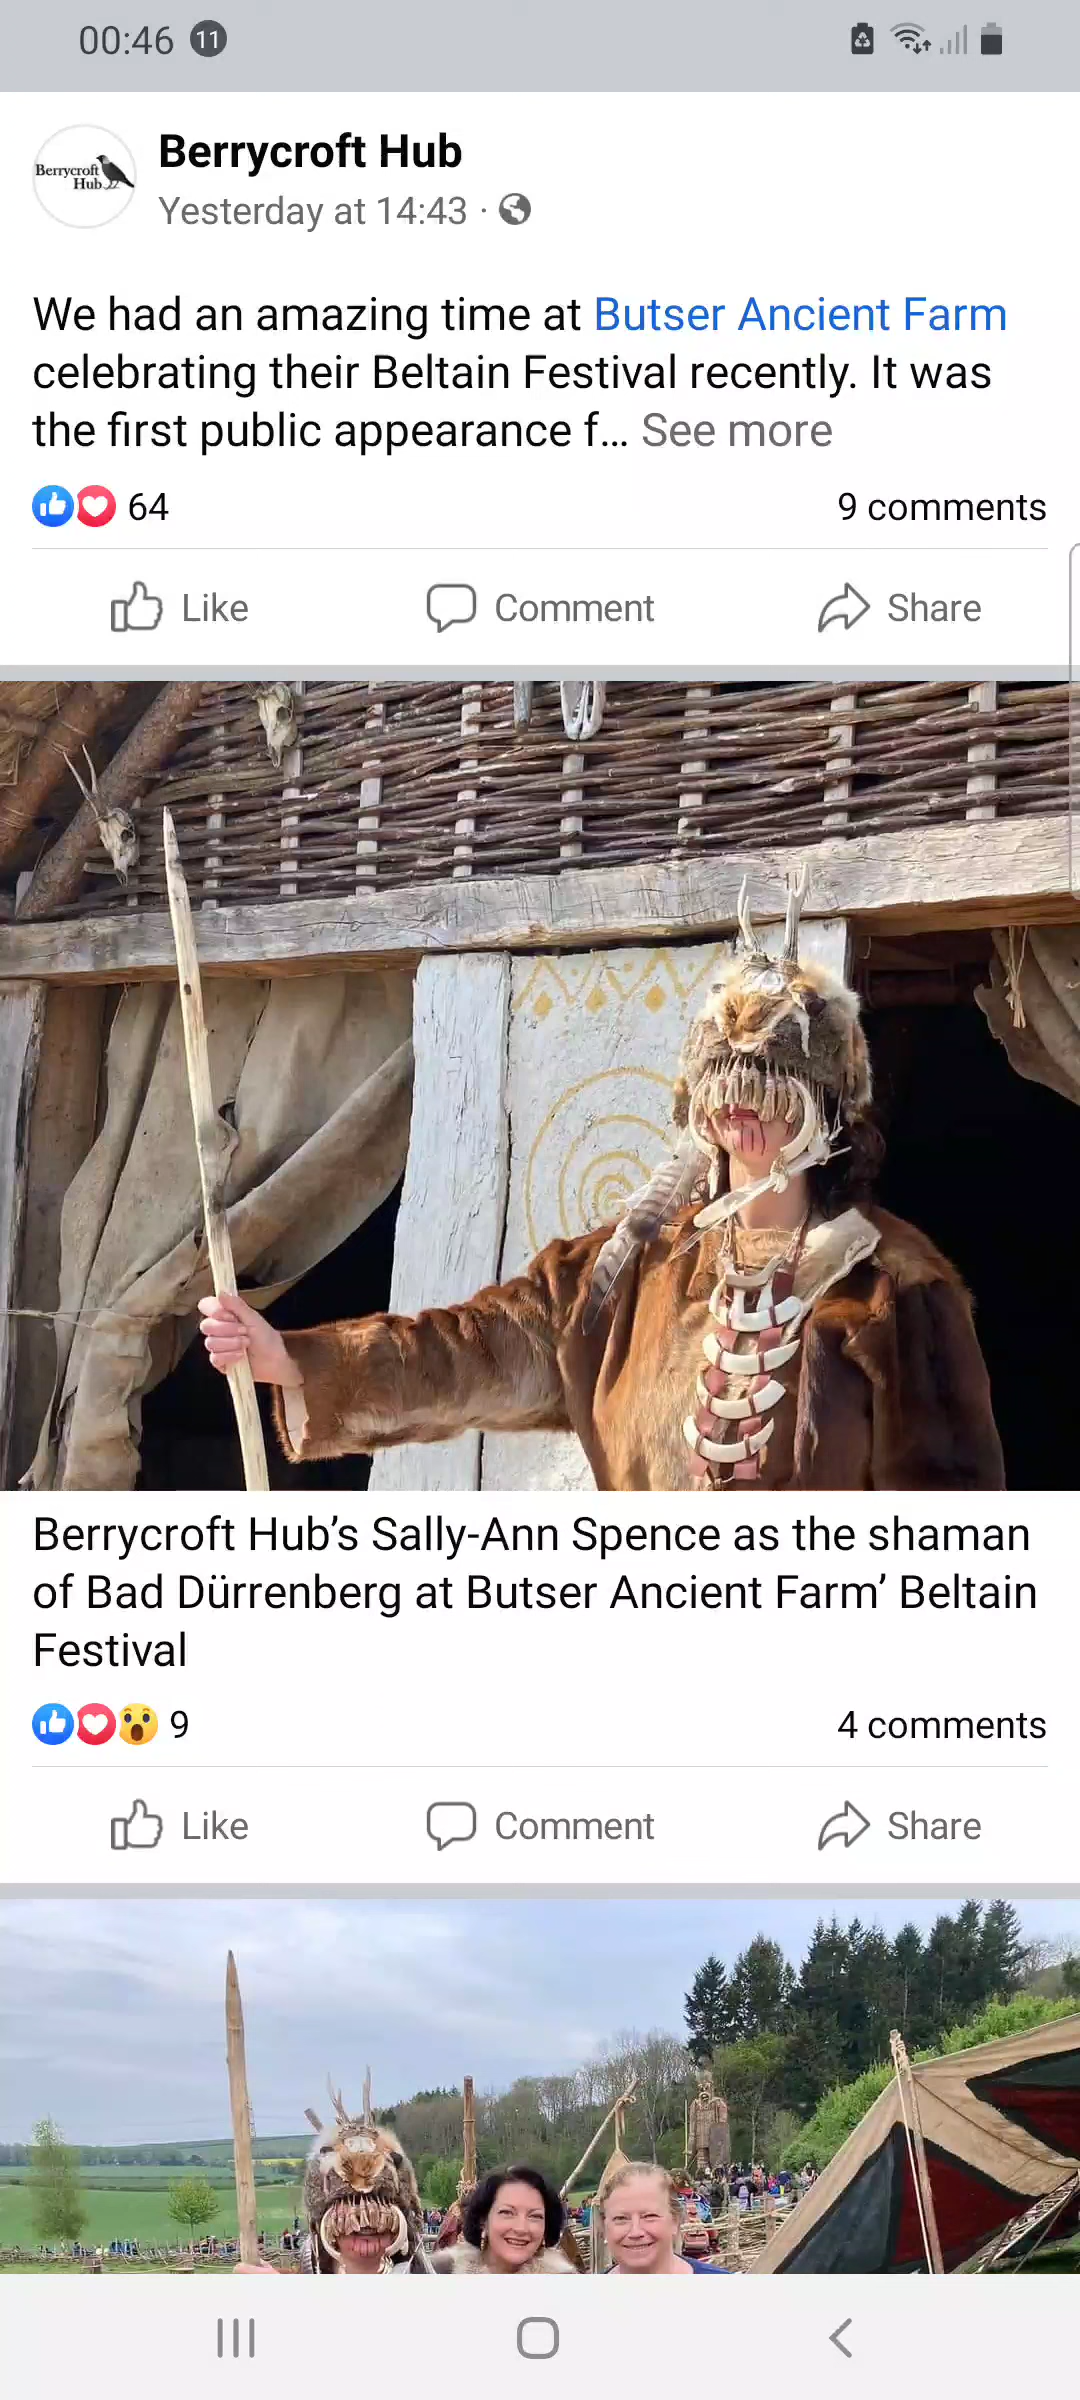 00:46 11
Berrycroft
Hub
Berrycroft Hub
Yesterday at 14:43 ·
We had an amazing time at Butser Ancient Farm
celebrating their Beltain Festival recently. It was
the first public appearance f... See more
64 9 comments
Like Comment Share
Berrycroft Hub’s Sally-Ann Spence as the shaman
of Bad Dürrenberg at Butser Ancient Farm’ Beltain
Festival
9 4 comments
Like Comment Share